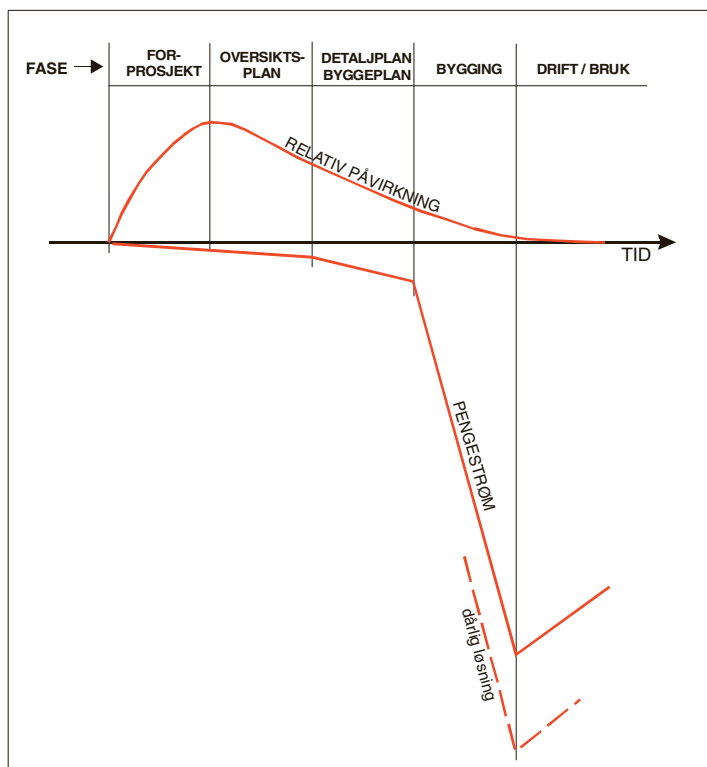 FASE
FOR-
PROSJEKT
OVERSIKTS-
PLAN
DETALJPLAN
BYGGEPLAN
BYGGING
DRIFT / BRUK
RELATIV PÅVIRKNING
TID
PENGESTRØM
dårlig løsning